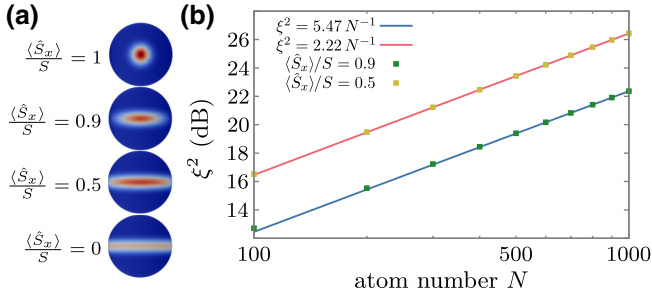 (a)
⟨Ŝₓ⟩/S = 1
⟨Ŝₓ⟩/S = 0.9
⟨Ŝₓ⟩/S = 0.5
⟨Ŝₓ⟩/S = 0
(b)
ξ² = 5.47 N⁻¹
ξ² = 2.22 N⁻¹
⟨Ŝₓ⟩/S = 0.9
⟨Ŝₓ⟩/S = 0.5
ξ² (dB)
26
24
22
20
18
16
14
100 500 1000
atom number N